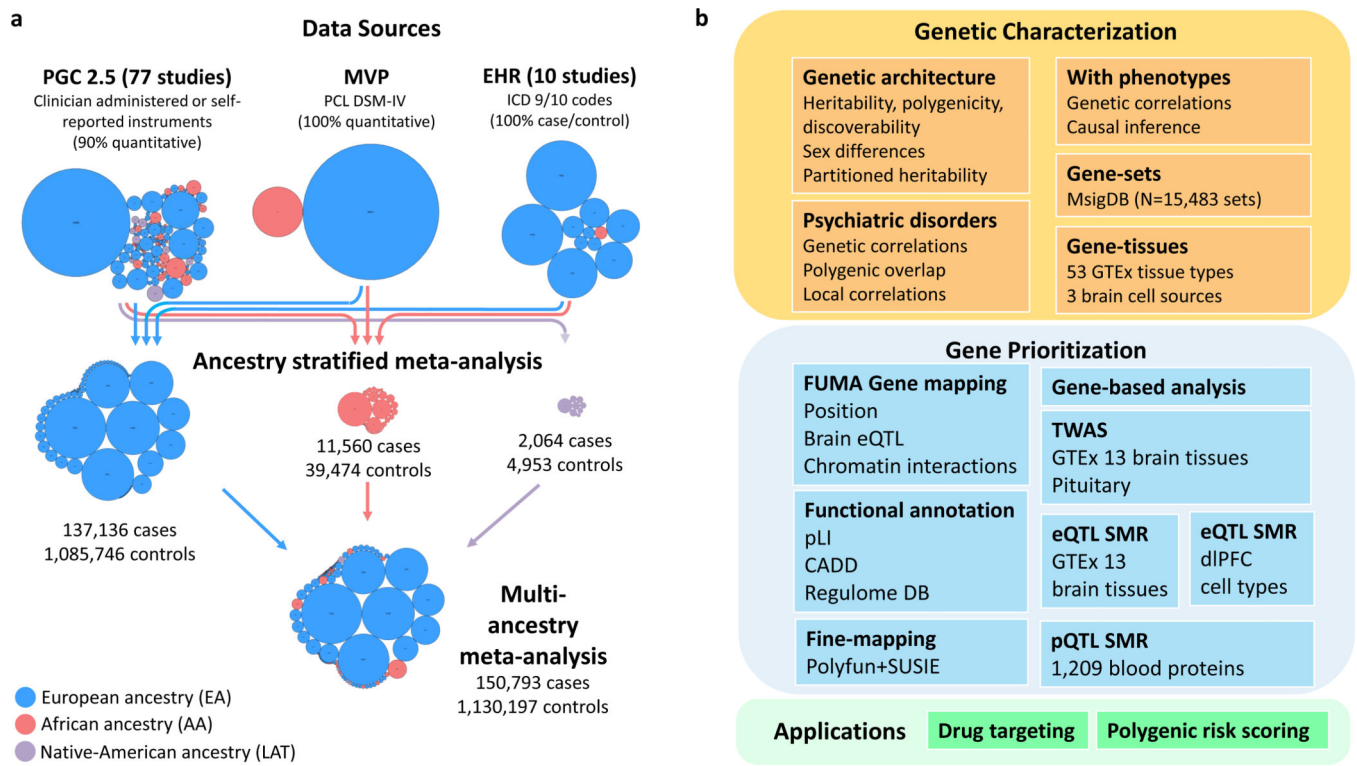 a
Data Sources
PGC 2.5 (77 studies)
Clinician administered or self-
reported instruments
(90% quantitative)
MVP
PCL DSM-IV
(100% quantitative)
EHR (10 studies)
ICD 9/10 codes
(100% case/control)
Ancestry stratified meta-analysis
137,136 cases
1,085,746 controls
11,560 cases
39,474 controls
2,064 cases
4,953 controls
Multi-
ancestry
meta-analysis
150,793 cases
1,130,197 controls
European ancestry (EA)
African ancestry (AA)
Native-American ancestry (LAT)
b
Genetic Characterization
Genetic architecture
Heritability, polygenicity,
discoverability
Sex differences
Partitioned heritability
Psychiatric disorders
Genetic correlations
Polygenic overlap
Local correlations
With phenotypes
Genetic correlations
Causal inference
Gene-sets
MsigDB (N=15,483 sets)
Gene-tissues
53 GTEx tissue types
3 brain cell sources
Gene Prioritization
FUMA Gene mapping
Position
Brain eQTL
Chromatin interactions
Functional annotation
pLI
CADD
Regulome DB
Fine-mapping
Polyfun+SUSIE
Gene-based analysis
TWAS
GTEx 13 brain tissues
Pituitary
eQTL SMR
GTEx 13
brain tissues
eQTL SMR
dlPFC
cell types
pQTL SMR
1,209 blood proteins
Applications
Drug targeting
Polygenic risk scoring